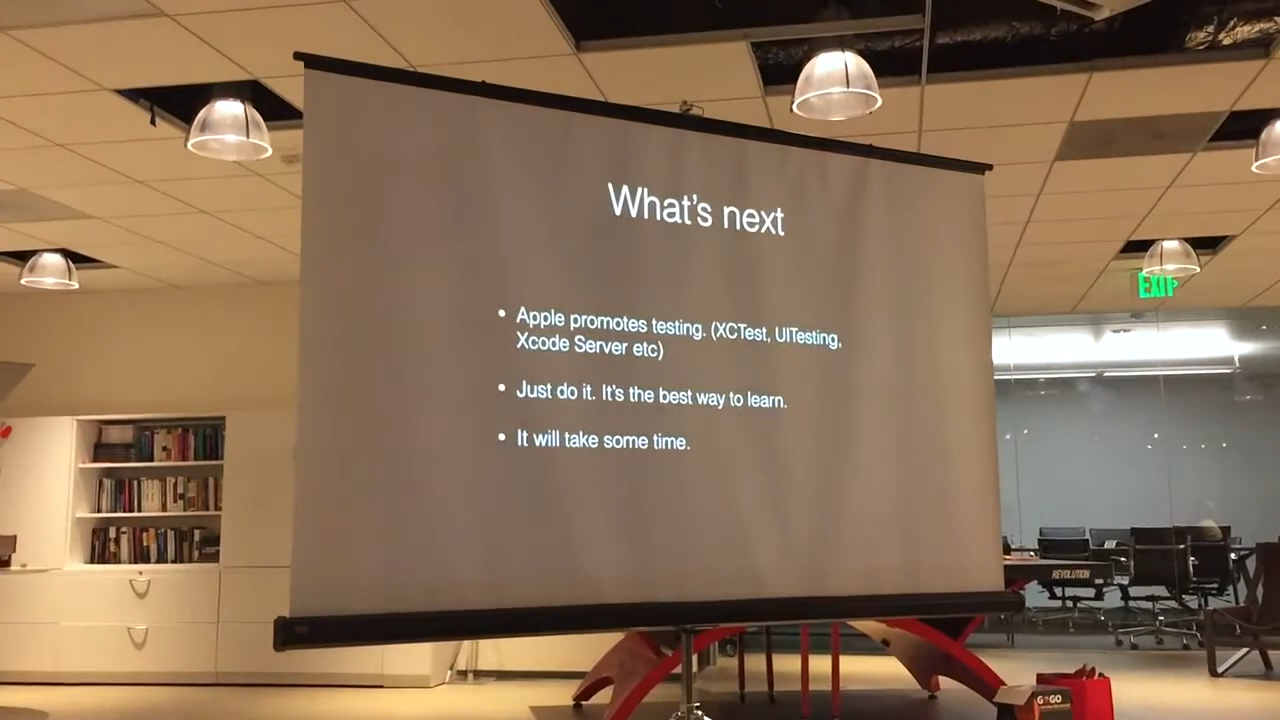 What's next
• Apple promotes testing. (XCTest, UITesting,
Xcode Server etc)
• Just do it. It's the best way to learn.
• It will take some time.
EXIT
REVOLUTION